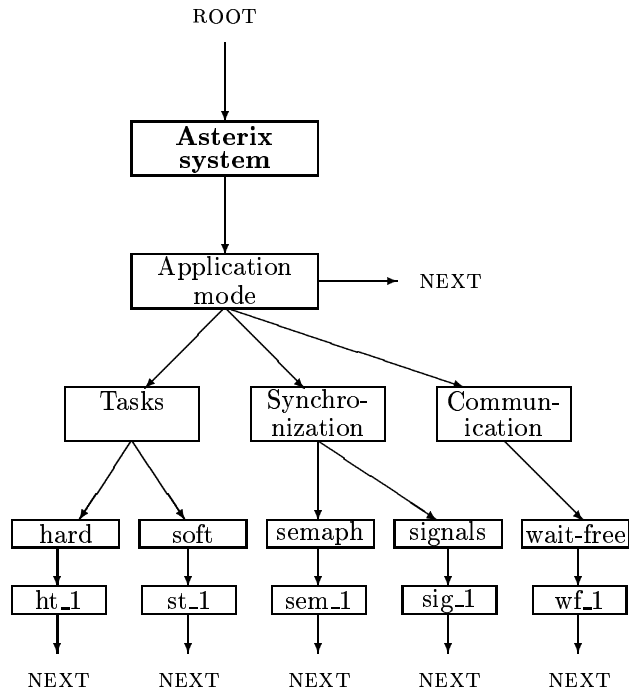 ROOT
Asterix
system
Application
mode
NEXT
Tasks
Synchro-
nization
Commun-
ication
hard
soft
semaph
signals
wait-free
ht_1
st_1
sem_1
sig_1
wf_1
NEXT
NEXT
NEXT
NEXT
NEXT